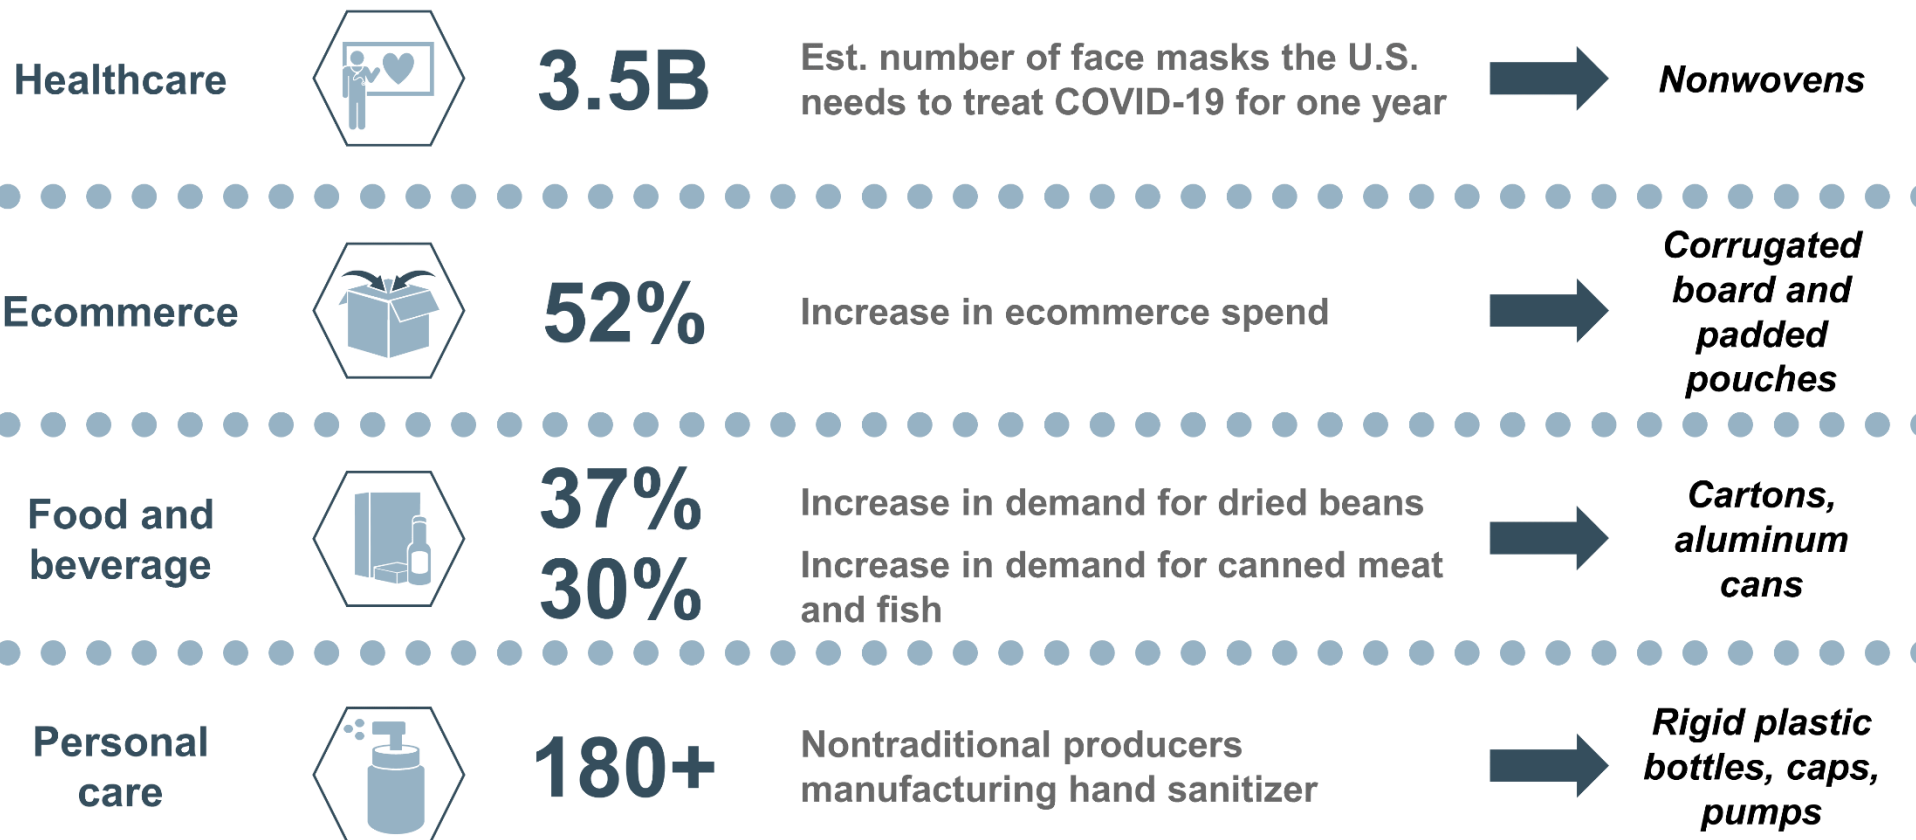 Healthcare
3.5B
Est. number of face masks the U.S.
needs to treat COVID-19 for one year
Nonwovens
Ecommerce
52%
Increase in ecommerce spend
Corrugated
board and
padded
pouches
Food and
beverage
37%
Increase in demand for dried beans
30%
Increase in demand for canned meat
and fish
Cartons,
aluminum
cans
Personal
care
180+
Nontraditional producers
manufacturing hand sanitizer
Rigid plastic
bottles, caps,
pumps